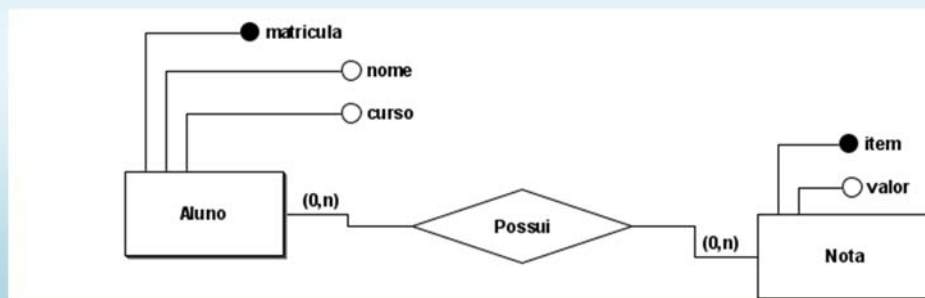 matricula
nome
curso
item
valor
Aluno
(0,n)
Possui
(0,n)
Nota